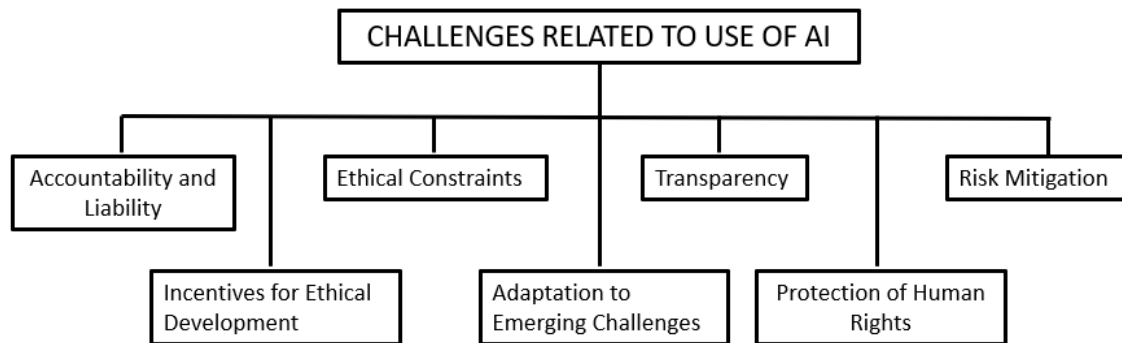 CHALLENGES RELATED TO USE OF AI
Accountability and
Liability
Ethical Constraints
Transparency
Risk Mitigation
Incentives for Ethical
Development
Adaptation to
Emerging Challenges
Protection of Human
Rights